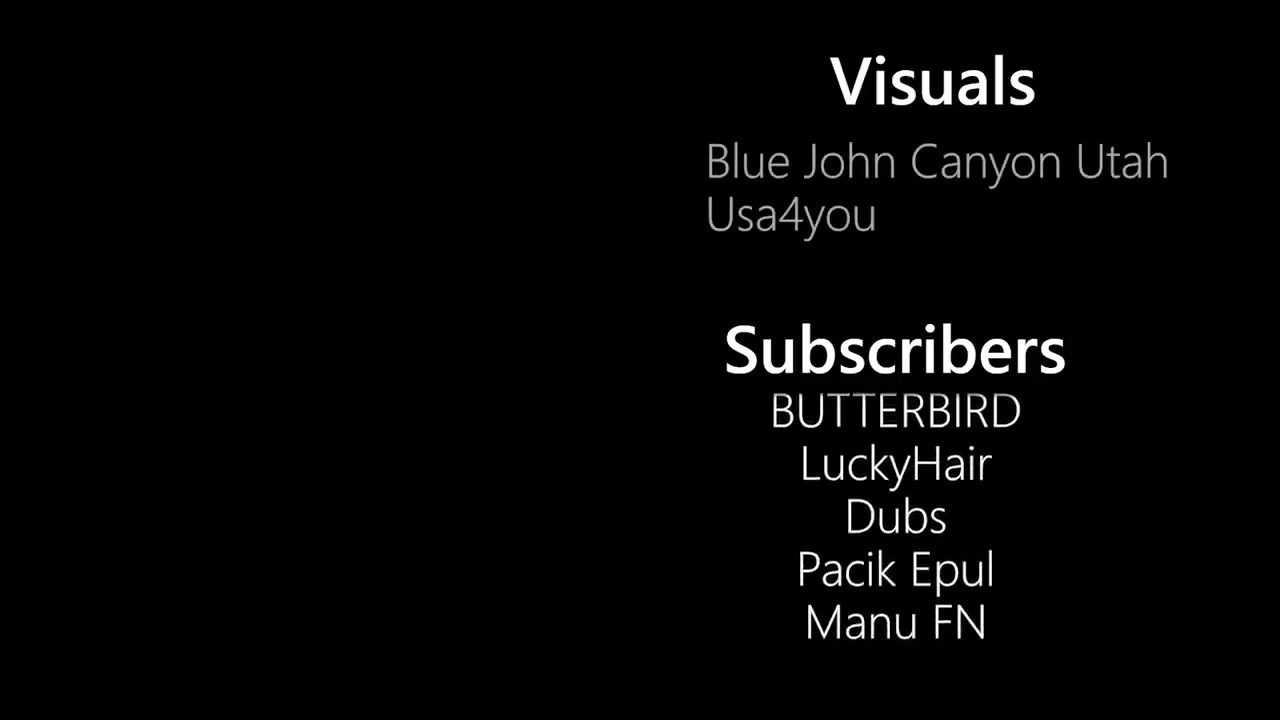 Visuals
Blue John Canyon Utah
Usa4you
Subscribers
BUTTERBIRD
LuckyHair
Dubs
Pacik Epul
Manu FN